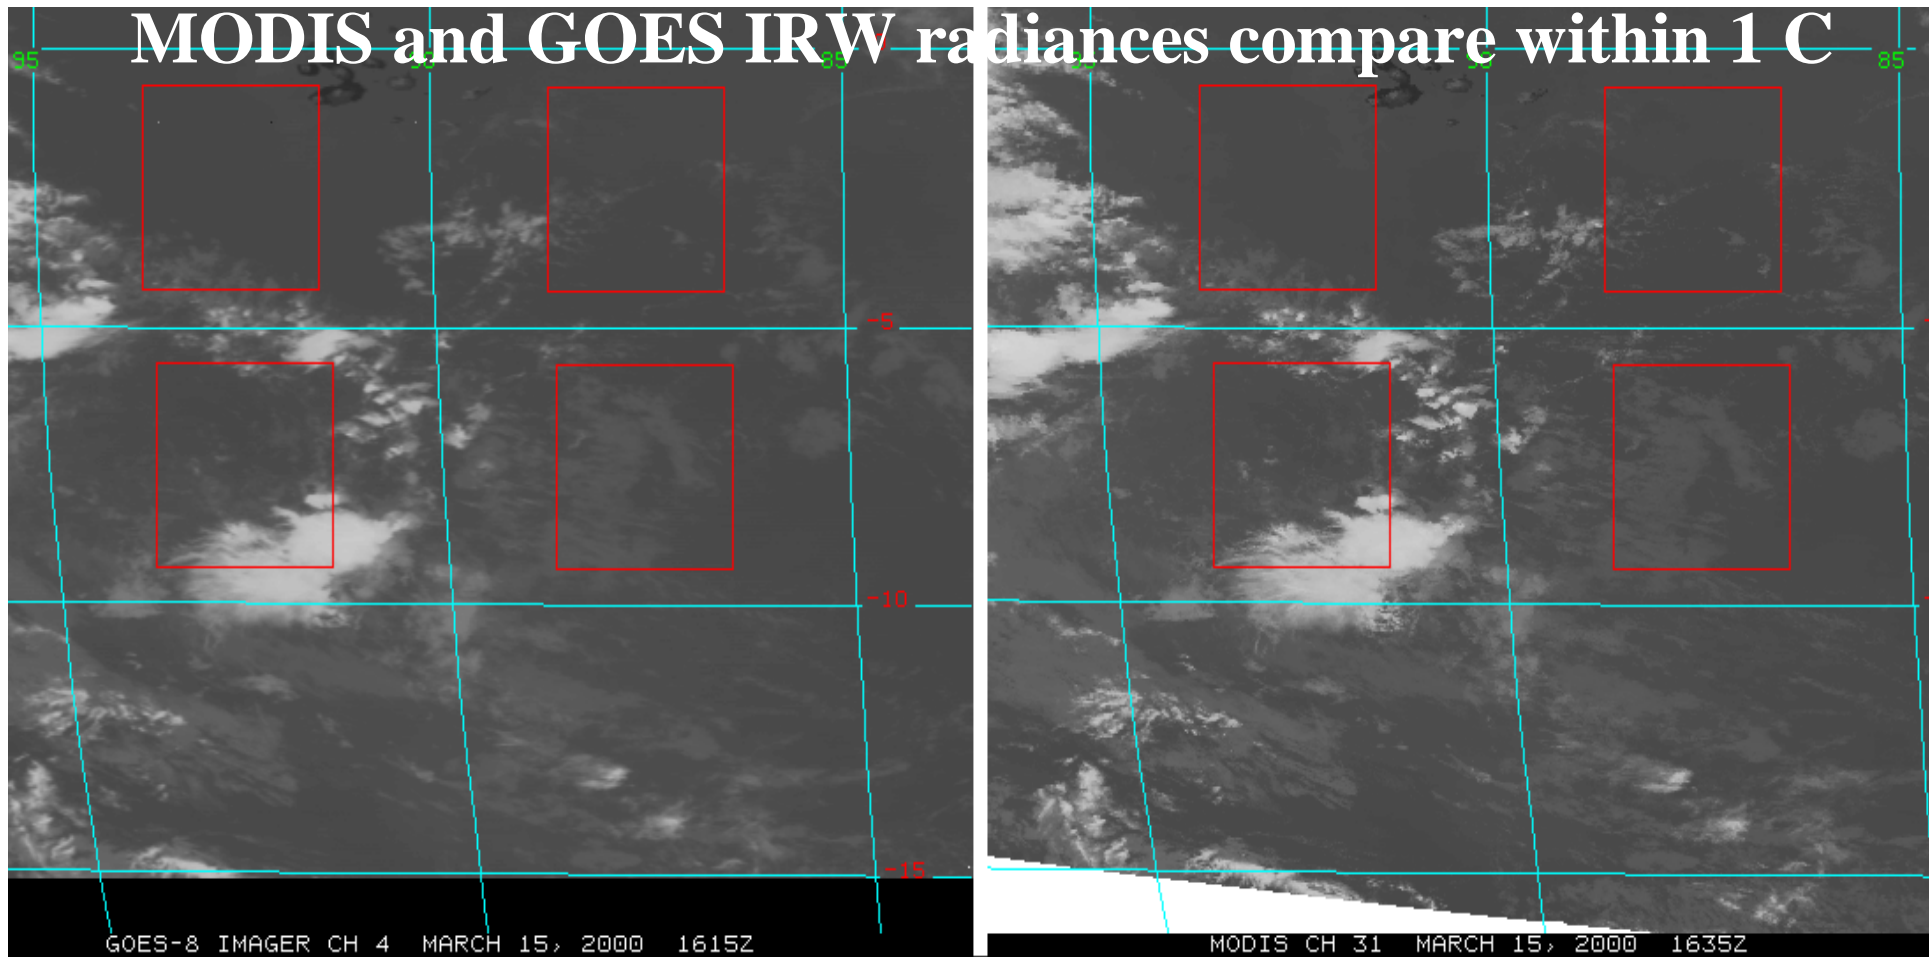 MODIS and GOES IRW radiances compare within 1 C
95 90 0 85 95 90 85
-5
-10
-15
GOES-8 IMAGER CH 4 MARCH 15, 2000 1615Z
MODIS CH 31 MARCH 15, 2000 1635Z